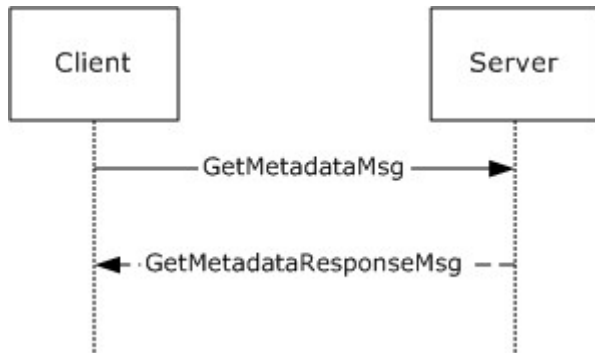 Client
Server
GetMetadataMsg
GetMetadataResponseMsg